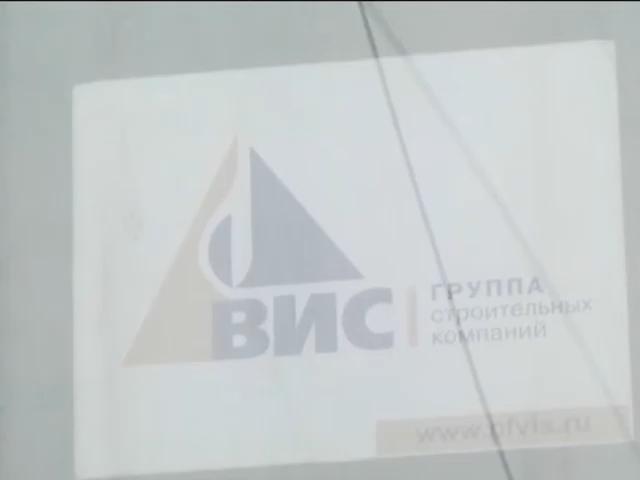 ВИС
ГРУППА
строительных
компаний